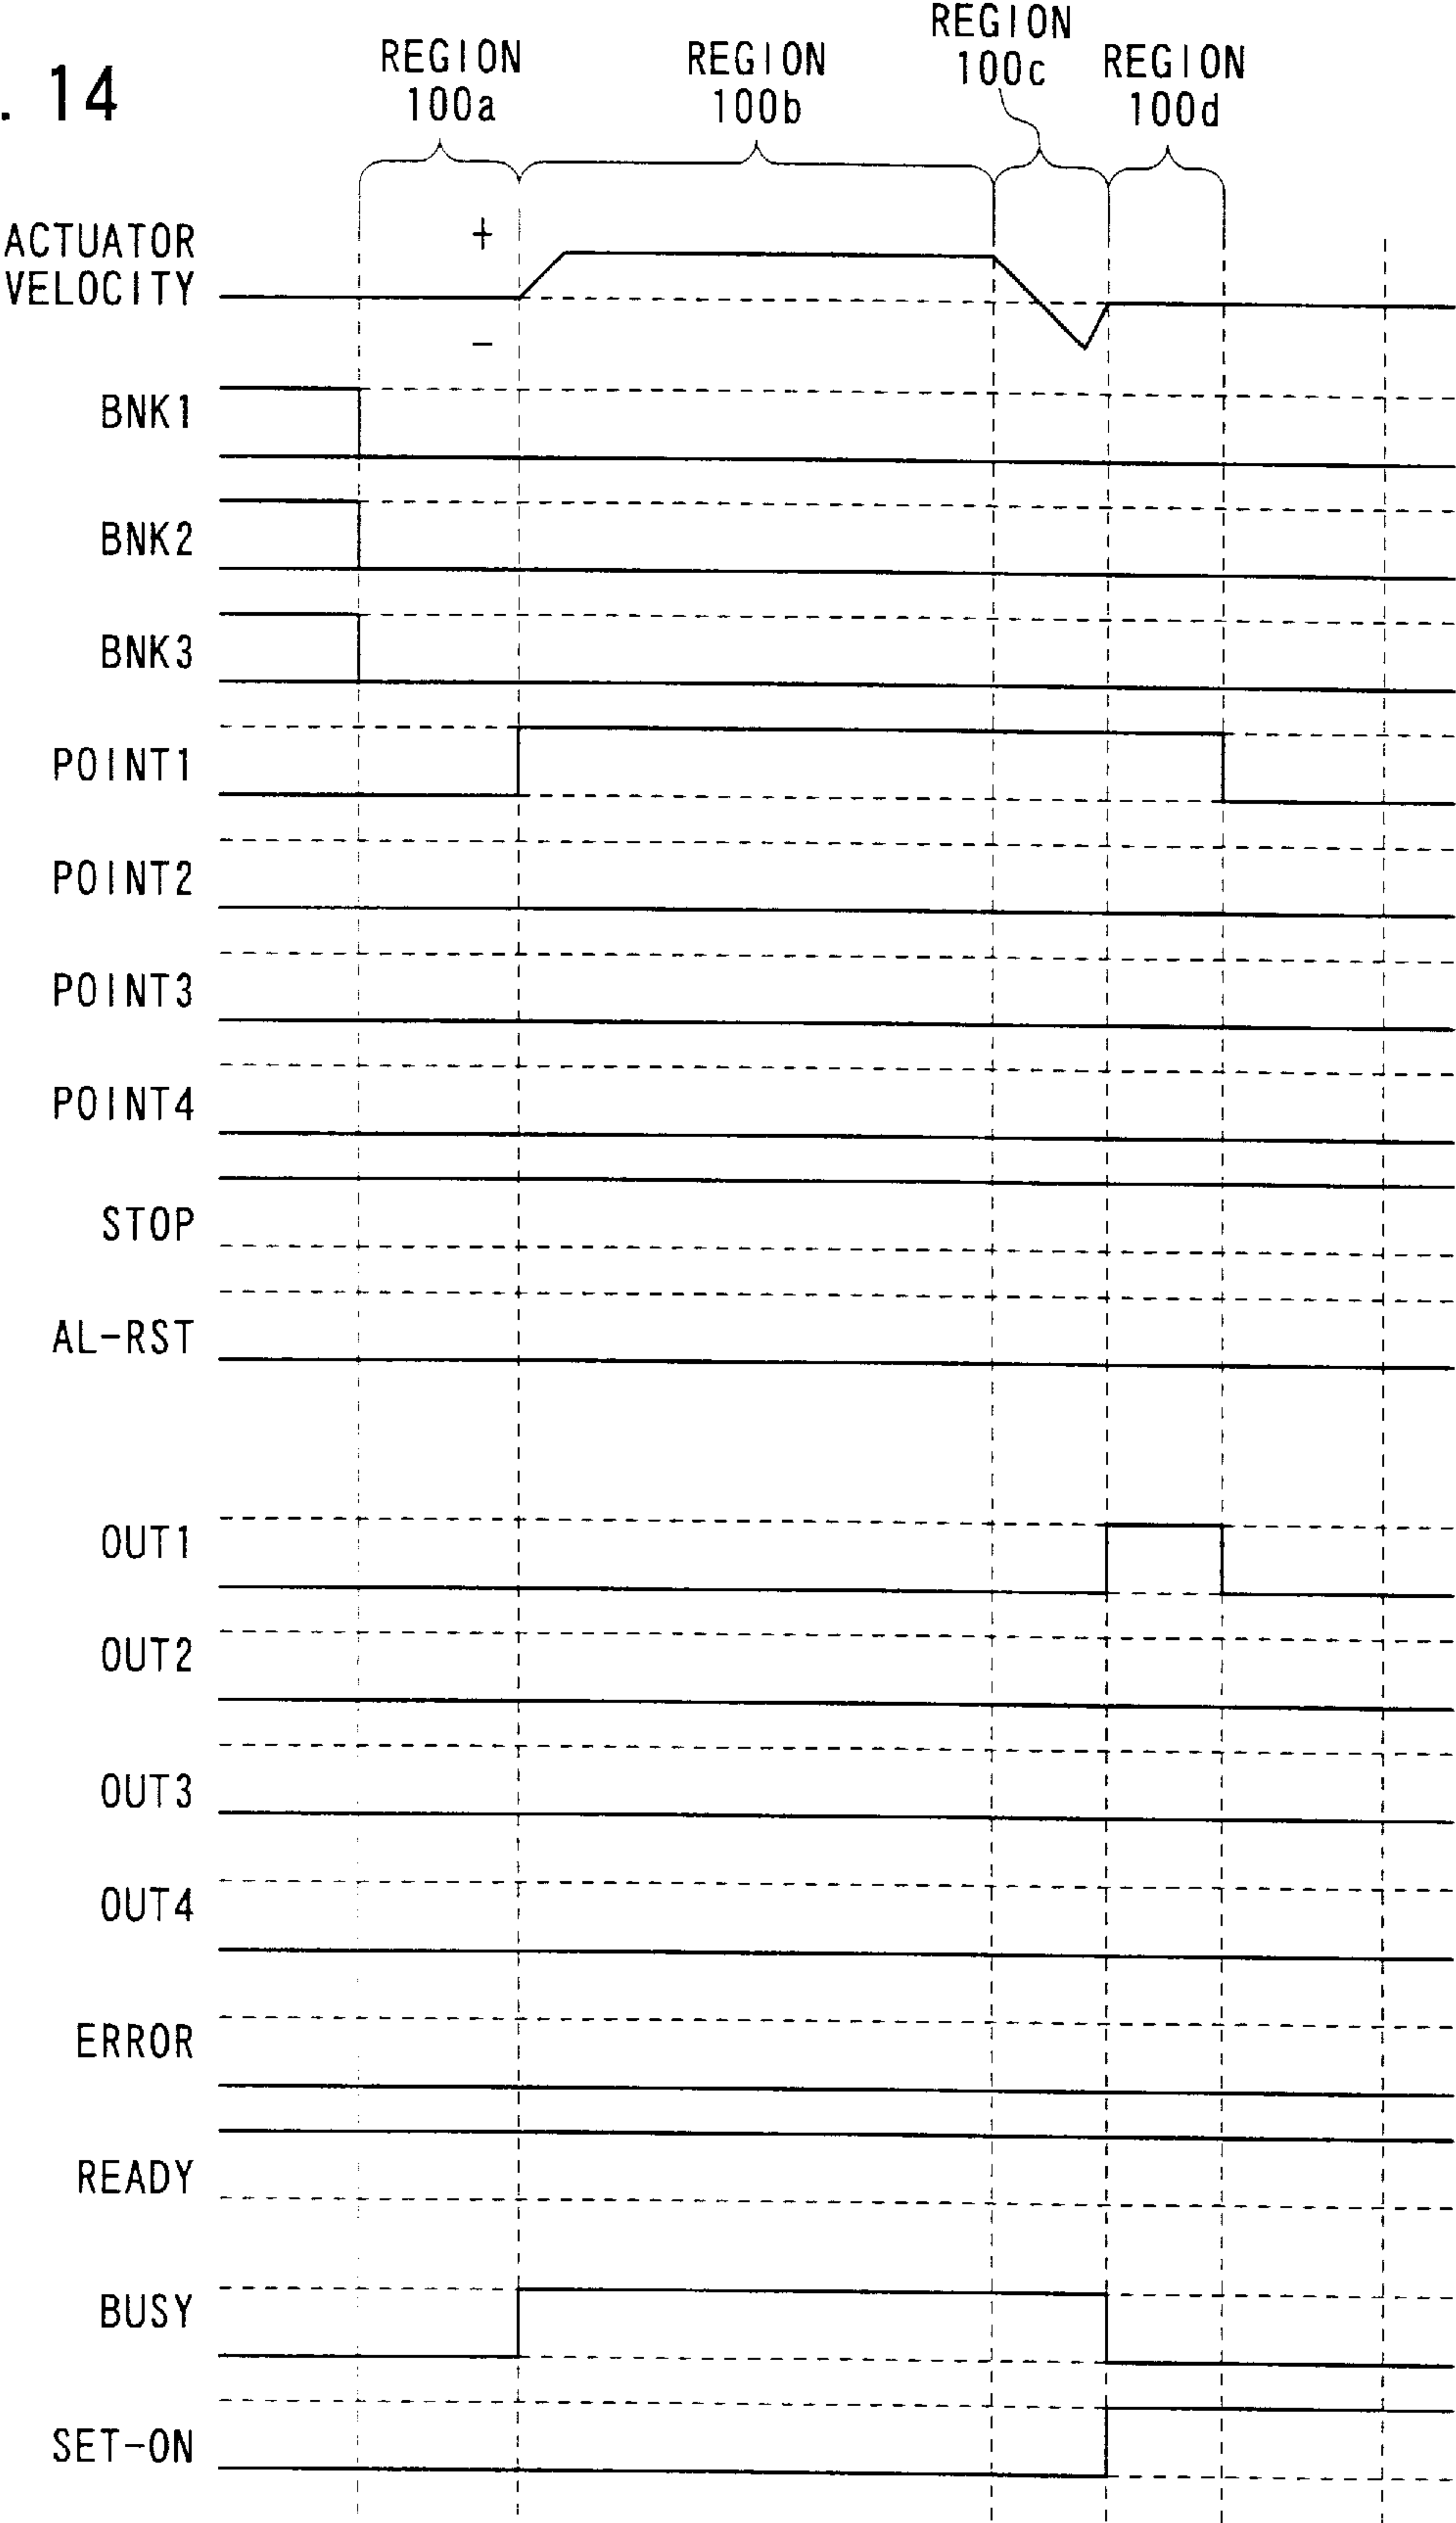 . 14
REGION
100a
REGION
100b
REGION
100c
REGION
100d
ACTUATOR
VELOCITY
+
−
BNK1
BNK2
BNK3
POINT1
POINT2
POINT3
POINT4
STOP
AL-RST
OUT1
OUT2
OUT3
OUT4
ERROR
READY
BUSY
SET-ON